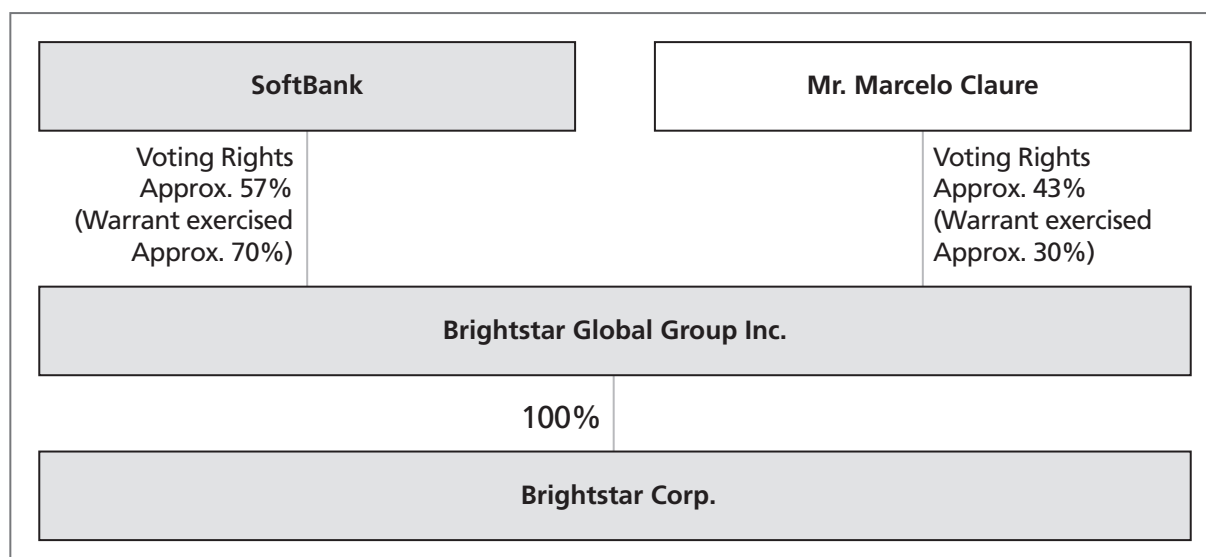 SoftBank
Mr. Marcelo Claure
Voting Rights
Approx. 57%
(Warrant exercised
Approx. 70%)
Voting Rights
Approx. 43%
(Warrant exercised
Approx. 30%)
Brightstar Global Group Inc.
100%
Brightstar Corp.